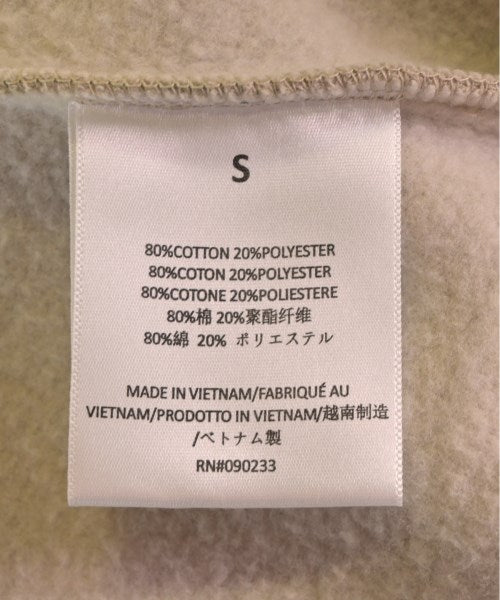 S
80%COTTON 20%POLYESTER
80%COTON 20%POLYESTER
80%COTONE 20%POLIESTERE
80%棉 20%聚酯纤维
80%綿 20% ポリエステル
MADE IN VIETNAM/FABRIQUÉ AU
VIETNAM/PRODOTTO IN VIETNAM/越南制造
/ベトナム製
RN#090233